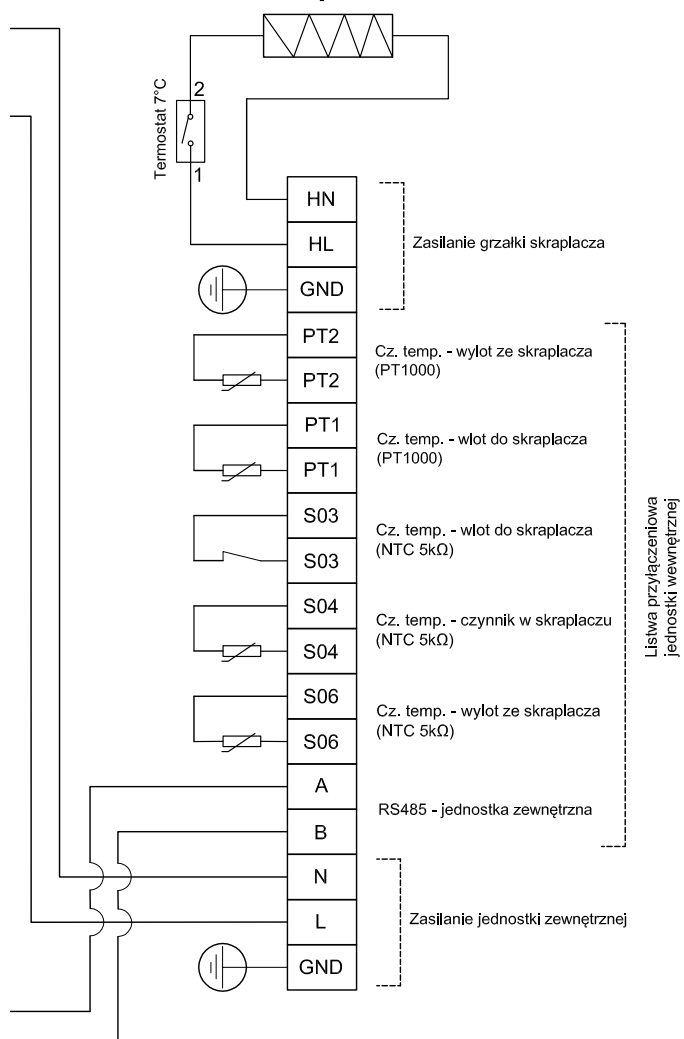 2
Termostat 7°C
1
HN
HL
Zasilanie grzałki skraplacza
GND
PT2
Cz. temp. - wylot ze skraplacza
(PT1000)
PT2
PT1
Cz. temp. - wlot do skraplacza
(PT1000)
PT1
S03
Cz. temp. - wlot do skraplacza
(NTC 5kΩ)
S03
S04
Cz. temp. - czynnik w skraplaczu
(NTC 5kΩ)
S04
S06
Cz. temp. - wylot ze skraplacza
(NTC 5kΩ)
S06
Listwa przyłączeniowa
jednostki wewnętrznej
A
RS485 - jednostka zewnętrzna
B
N
L
Zasilanie jednostki zewnętrznej
GND